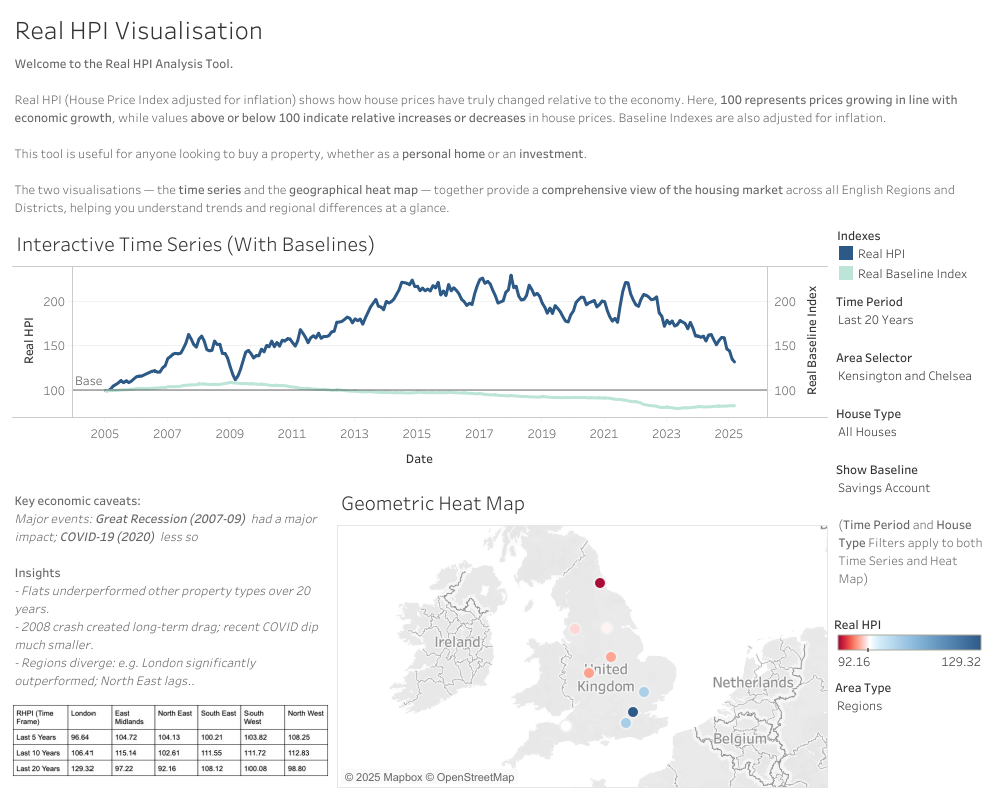 Real HPI Visualisation
Welcome to the Real HPI Analysis Tool.
Real HPI (House Price Index adjusted for inflation) shows how house prices have truly changed relative to the economy. Here, 100 represents prices growing in line with
economic growth, while values above or below 100 indicate relative increases or decreases in house prices. Baseline Indexes are also adjusted for inflation.
This tool is useful for anyone looking to buy a property, whether as a personal home or an investment.
The two visualisations — the time series and the geographical heat map — together provide a comprehensive view of the housing market across all English Regions and
Districts, helping you understand trends and regional differences at a glance.
Interactive Time Series (With Baselines)
Real HPI
200
150
100
Base
200
150
100
Real Baseline Index
2005 2007 2009 2011 2013 2015 2017 2019 2021 2023 2025
Date
Indexes
Real HPI
Real Baseline Index
Time Period
Last 20 Years
Area Selector
Kensington and Chelsea
House Type
All Houses
Show Baseline
Savings Account
(Time Period and House
Type Filters apply to both
Time Series and Heat
Map)
Real HPI
92.16 129.32
Area Type
Regions
Key economic caveats:
Major events: Great Recession (2007-09) had a major
impact; COVID-19 (2020) less so
Insights
- Flats underperformed other property types over 20
years.
- 2008 crash created long-term drag; recent COVID dip
much smaller.
- Regions diverge: e.g. London significantly
outperformed; North East lags..
RHPI (Time Frame) London East Midlands North East South East South West North West
Last 5 Years 96.64 104.72 104.13 100.21 103.82 108.25
Last 10 Years 106.41 115.14 102.61 111.55 111.72 112.83
Last 20 Years 129.32 97.22 92.16 108.12 100.08 98.80
Geometric Heat Map
Ireland
United
Kingdom
Netherlands
Belgium
© 2025 Mapbox © OpenStreetMap